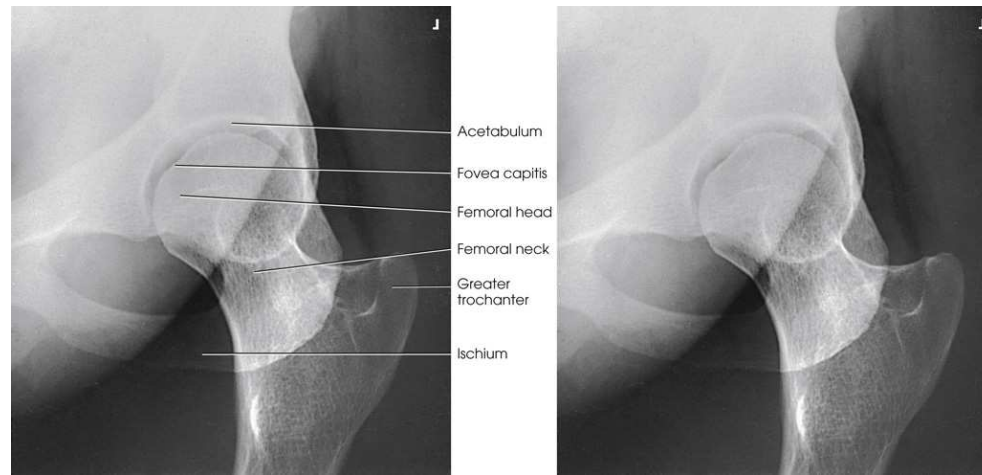 Acetabulum
Fovea capitis
Femoral head
Femoral neck
Greater
trochanter
Ischium